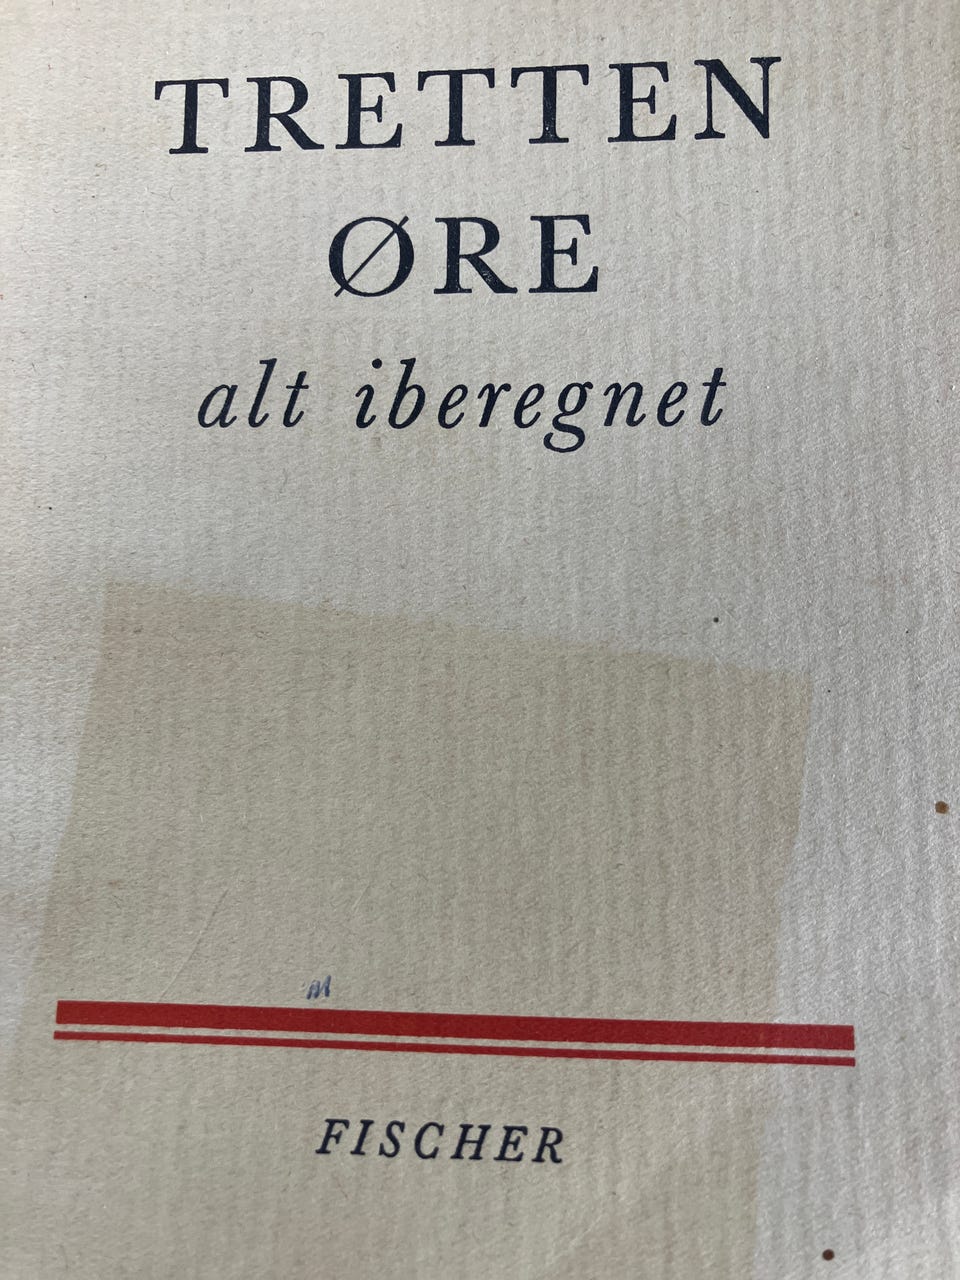 TRETTEN
ØRE
alt iberegnet
FISCHER